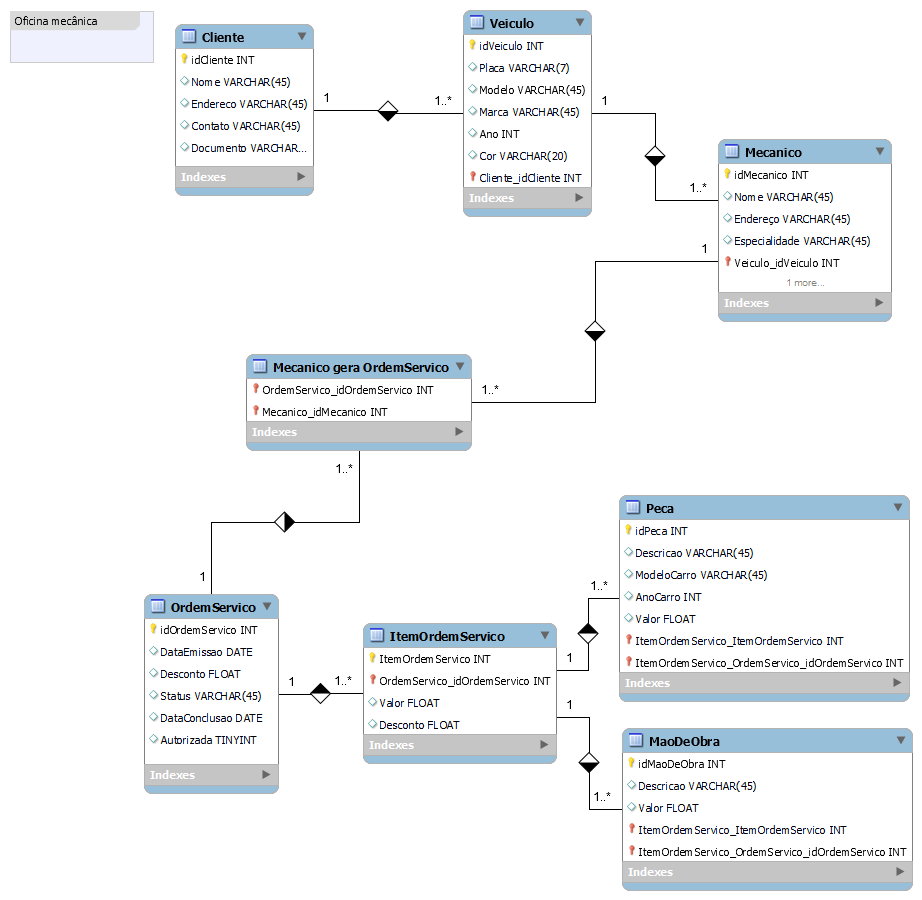 Oficina mecânica
Cliente
idCliente INT
Nome VARCHAR(45)
Endereco VARCHAR(45)
Contato VARCHAR(45)
Documento VARCHAR...
Indexes
1
1..*
Veiculo
idVeiculo INT
Placa VARCHAR(7)
Modelo VARCHAR(45)
Marca VARCHAR(45)
Ano INT
Cor VARCHAR(20)
Cliente_idCliente INT
Indexes
1
1..*
Mecanico
idMecanico INT
Nome VARCHAR(45)
Endereço VARCHAR(45)
Especialidade VARCHAR(45)
Veiculo_idVeiculo INT
1 more...
Indexes
1
1..*
Mecanico gera OrdemServico
OrdemServico_idOrdemServico INT
Mecanico_idMecanico INT
Indexes
1..*
1
OrdemServico
idOrdemServico INT
DataEmissao DATE
Desconto FLOAT
Status VARCHAR(45)
DataConclusao DATE
Autorizada TINYINT
Indexes
1
1..*
ItemOrdemServico
ItemOrdemServico INT
OrdemServico_idOrdemServico INT
Valor FLOAT
Desconto FLOAT
Indexes
1
1..*
Peca
idPeca INT
Descricao VARCHAR(45)
ModeloCarro VARCHAR(45)
AnoCarro INT
Valor FLOAT
ItemOrdemServico_ItemOrdemServico INT
ItemOrdemServico_OrdemServico_idOrdemServico INT
Indexes
1
1..*
MaoDeObra
idMaoDeObra INT
Descricao VARCHAR(45)
Valor FLOAT
ItemOrdemServico_ItemOrdemServico INT
ItemOrdemServico_OrdemServico_idOrdemServico INT
Indexes